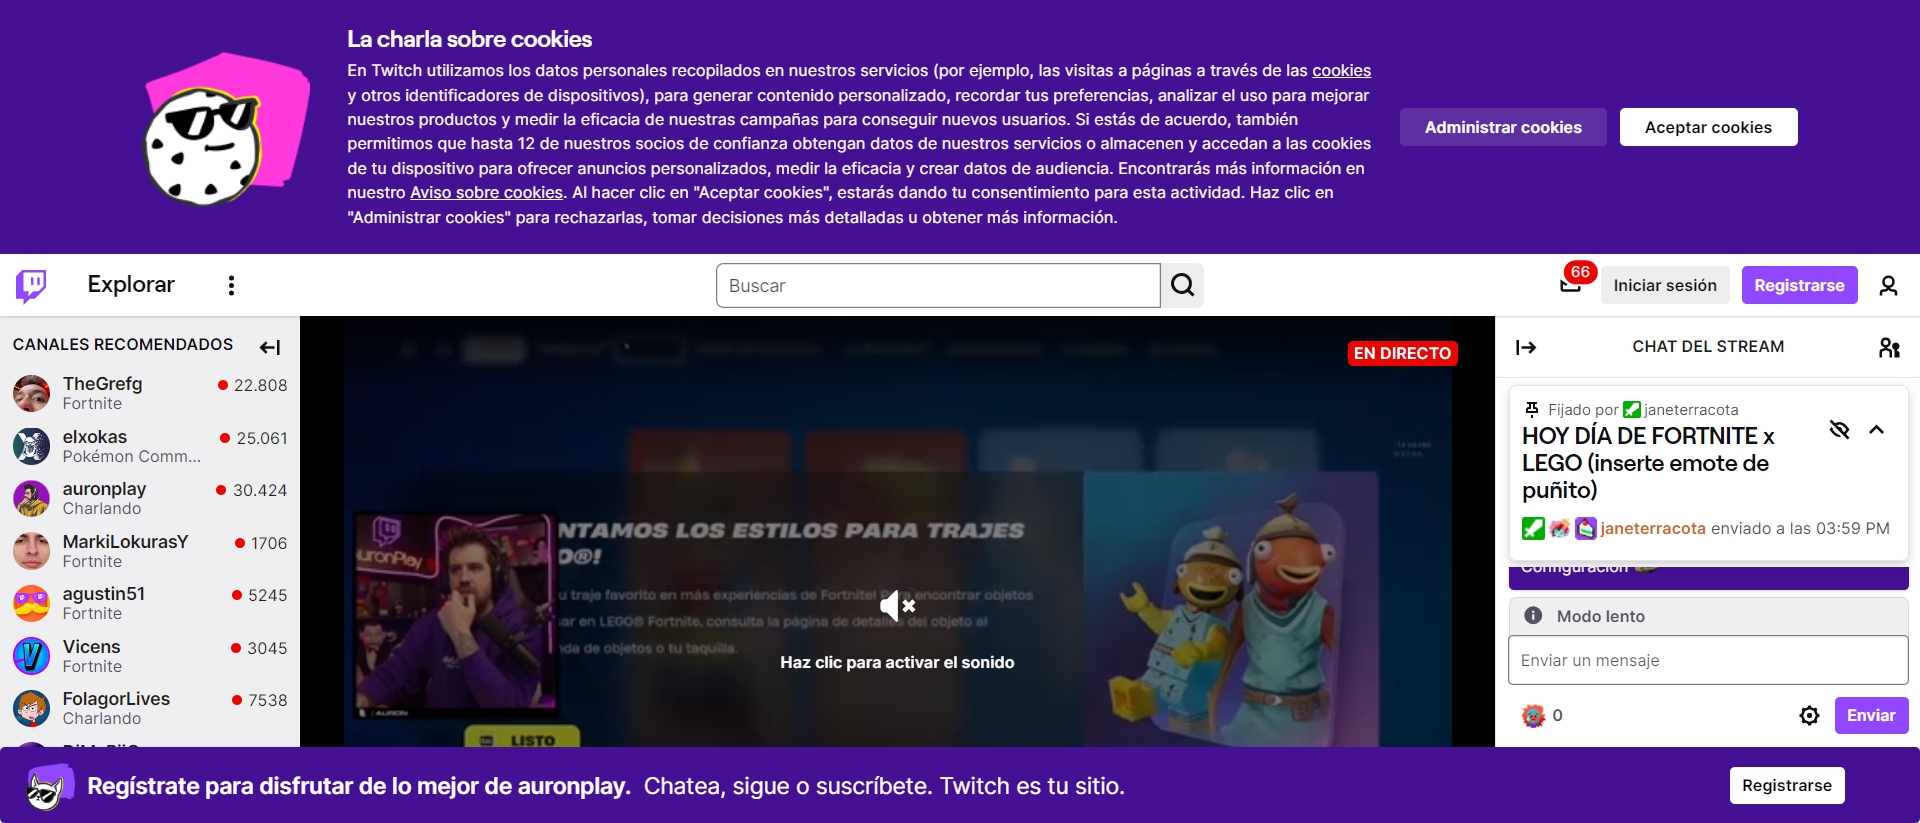 La charla sobre cookies
En Twitch utilizamos los datos personales recopilados en nuestros servicios (por ejemplo, las visitas a páginas a través de las cookies
y otros identificadores de dispositivos), para generar contenido personalizado, recordar tus preferencias, analizar el uso para mejorar
nuestros productos y medir la eficacia de nuestras campañas para conseguir nuevos usuarios. Si estás de acuerdo, también
permitimos que hasta 12 de nuestros socios de confianza obtengan datos de nuestros servicios o almacenen y accedan a las cookies
de tu dispositivo para ofrecer anuncios personalizados, medir la eficacia y crear datos de audiencia. Encontrarás más información en
nuestro Aviso sobre cookies. Al hacer clic en "Aceptar cookies", estarás dando tu consentimiento para esta actividad. Haz clic en
"Administrar cookies" para rechazarlas, tomar decisiones más detalladas u obtener más información.
Administrar cookies
Aceptar cookies
Explorar
Buscar
66
Iniciar sesión
Registrarse
CANALES RECOMENDADOS
TheGrefg 22.808
Fortnite
elxokas 25.061
Pokémon Comm...
auronplay 30.424
Charlando
MarkiLokurasY 1706
Fortnite
agustin51 5245
Fortnite
Vicens 3045
Fortnite
FolagorLives 7538
Charlando
EN DIRECTO
NTAMOS LOS ESTILOS PARA TRAJES
O®!
u traje favorito en más experiencias de Fortnite! encontrar objetos
sar en LEGO® Fortnite, consulta la página de detalles del objeto al
nda de objetos o tu taquilla.
uronPlay
/AURON
LISTO
Haz clic para activar el sonido
CHAT DEL STREAM
Fijado por janeterracota
HOY DÍA DE FORTNITE x
LEGO (inserte emote de
puñito)
janeterracota enviado a las 03:59 PM
Configuración
Modo lento
Enviar un mensaje
0
Enviar
Regístrate para disfrutar de lo mejor de auronplay. Chatea, sigue o suscríbete. Twitch es tu sitio.
Registrarse